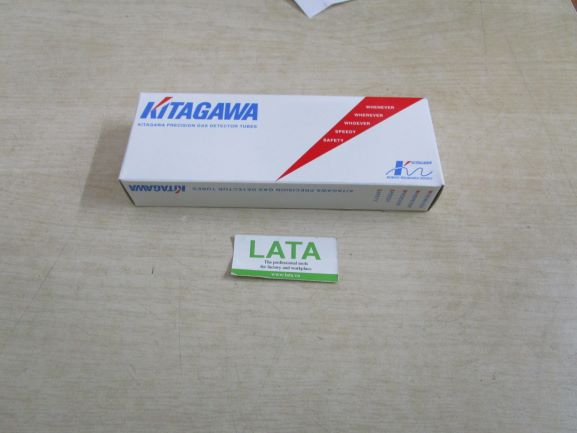 KITAGAWA
KITAGAWA PRECISION GAS DETECTOR TUBES
WHENEVER
WHEREVER
WHOEVER
SPEEDY
SAFETY
KITAGAWA
KITAGAWA
KITAGAWA PRECISION GAS DETECTOR TUBES
LATA
The professional tools
for factory and workplace
www.lata.vn